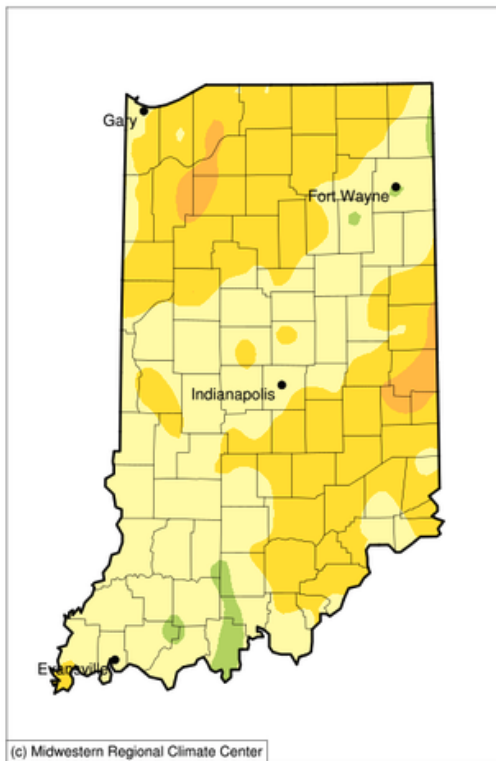 Gary
Fort Wayne
Indianapolis
Evansville
(c) Midwestern Regional Climate Center